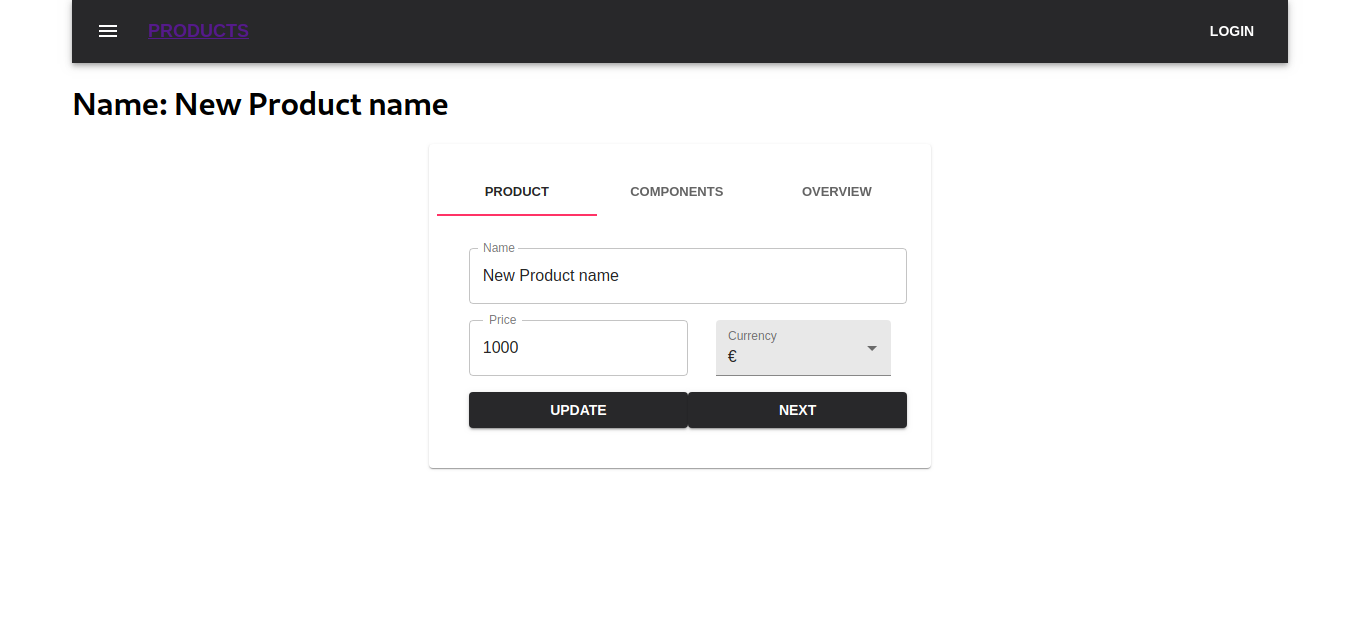 PRODUCTS LOGIN
Name: New Product name
PRODUCT COMPONENTS OVERVIEW
Name
New Product name
Price
1000
Currency
€
UPDATE NEXT